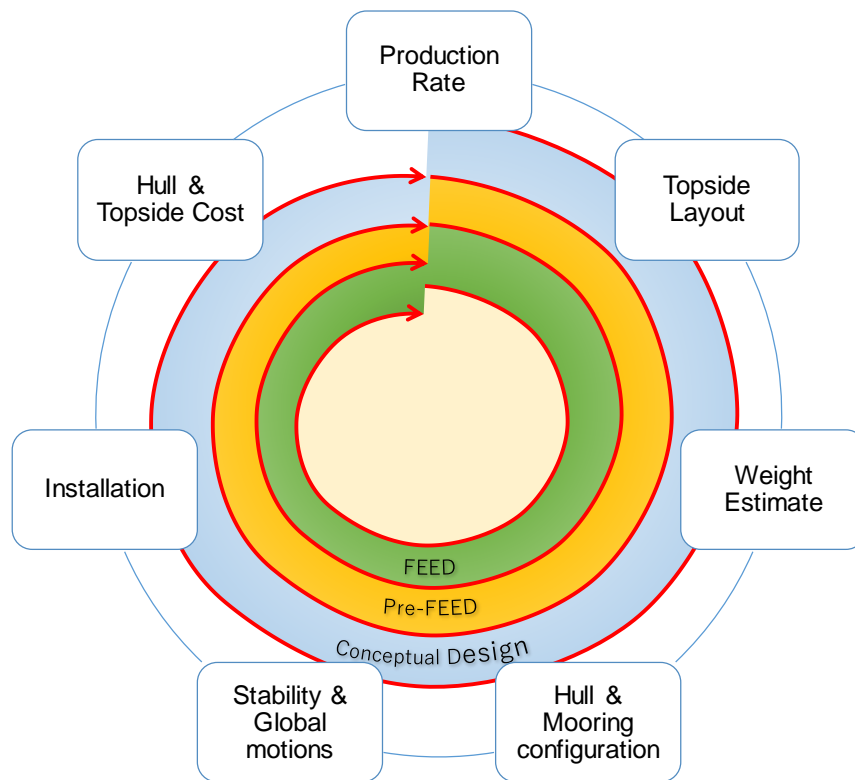 Production
Rate
Hull &
Topside Cost
Topside
Layout
Installation
Weight
Estimate
FEED
Pre-FEED
Conceptual Design
Stability &
Global
motions
Hull &
Mooring
configuration